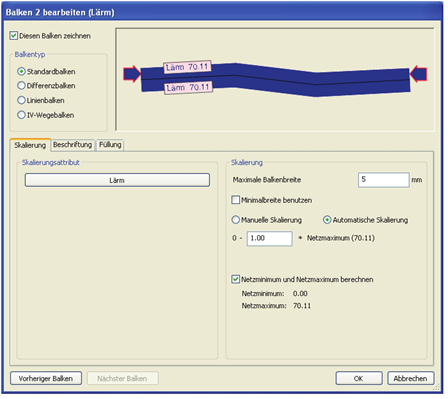 Balken 2 bearbeiten (Lärm)
Diesen Balken zeichnen
Balkentyp
Standardbalken
Differenzbalken
Linienbalken
IV-Wegebalken
Lärm 70.11
Lärm 70.11
Skalierung Beschriftung Füllung
Skalierungsattribut
Lärm
Skalierung
Maximale Balkenbreite 5 mm
Minimalbreite benutzen
Manuelle Skalierung Automatische Skalierung
0 - 1.00 * Netzmaximum (70.11)
Netzminimum und Netzmaximum berechnen
Netzminimum: 0.00
Netzmaximum: 70.11
Vorheriger Balken Nächster Balken OK Abbrechen